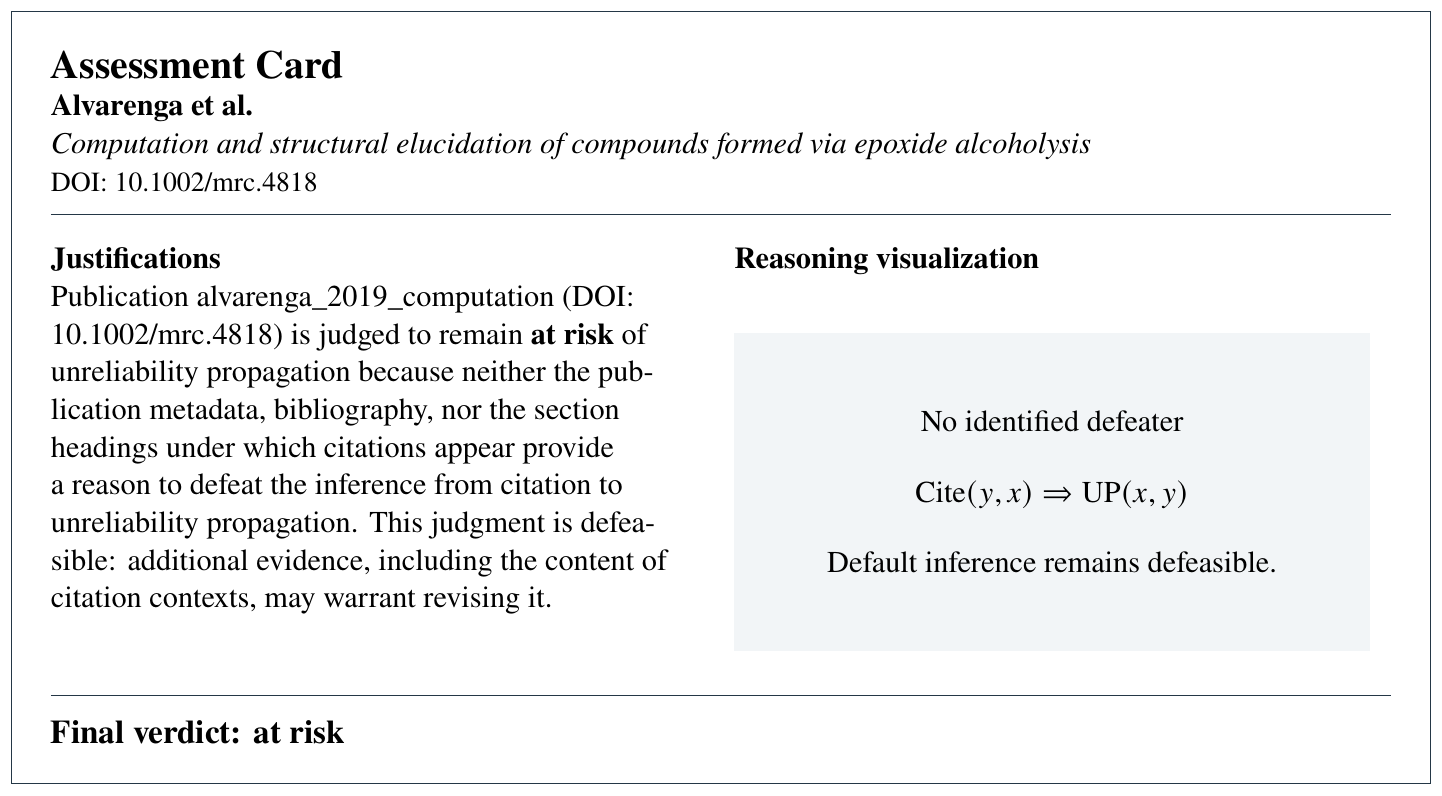 Assessment Card
Alvarenga et al.
Computation and structural elucidation of compounds formed via epoxide alcoholysis
DOI: 10.1002/mrc.4818
Justifications
Publication alvarenga_2019_computation (DOI:
10.1002/mrc.4818) is judged to remain at risk of
unreliability propagation because neither the pub-
lication metadata, bibliography, nor the section
headings under which citations appear provide
a reason to defeat the inference from citation to
unreliability propagation. This judgment is defea-
sible: additional evidence, including the content of
citation contexts, may warrant revising it.
Reasoning visualization
No identified defeater
Cite(y, x) ⟹ UP(x, y)
Default inference remains defeasible.
Final verdict: at risk